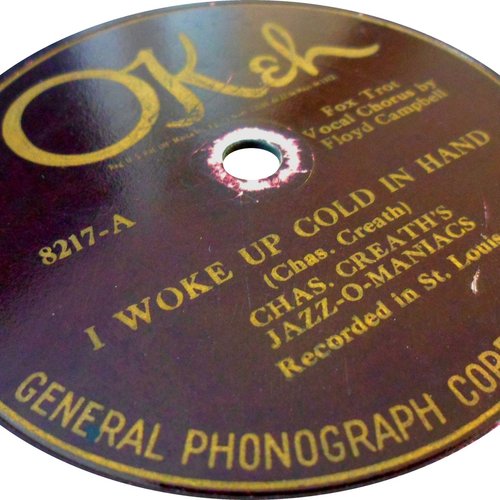 OKeh
Fox Trot
Vocal Chorus by
Floyd Campbell
8217-A
I WOKE UP COLD IN HAND
(Chas. Creath)
CHAS. CREATH'S
JAZZ-O-MANIACS
Recorded in St. Louis
GENERAL PHONOGRAPH CORP